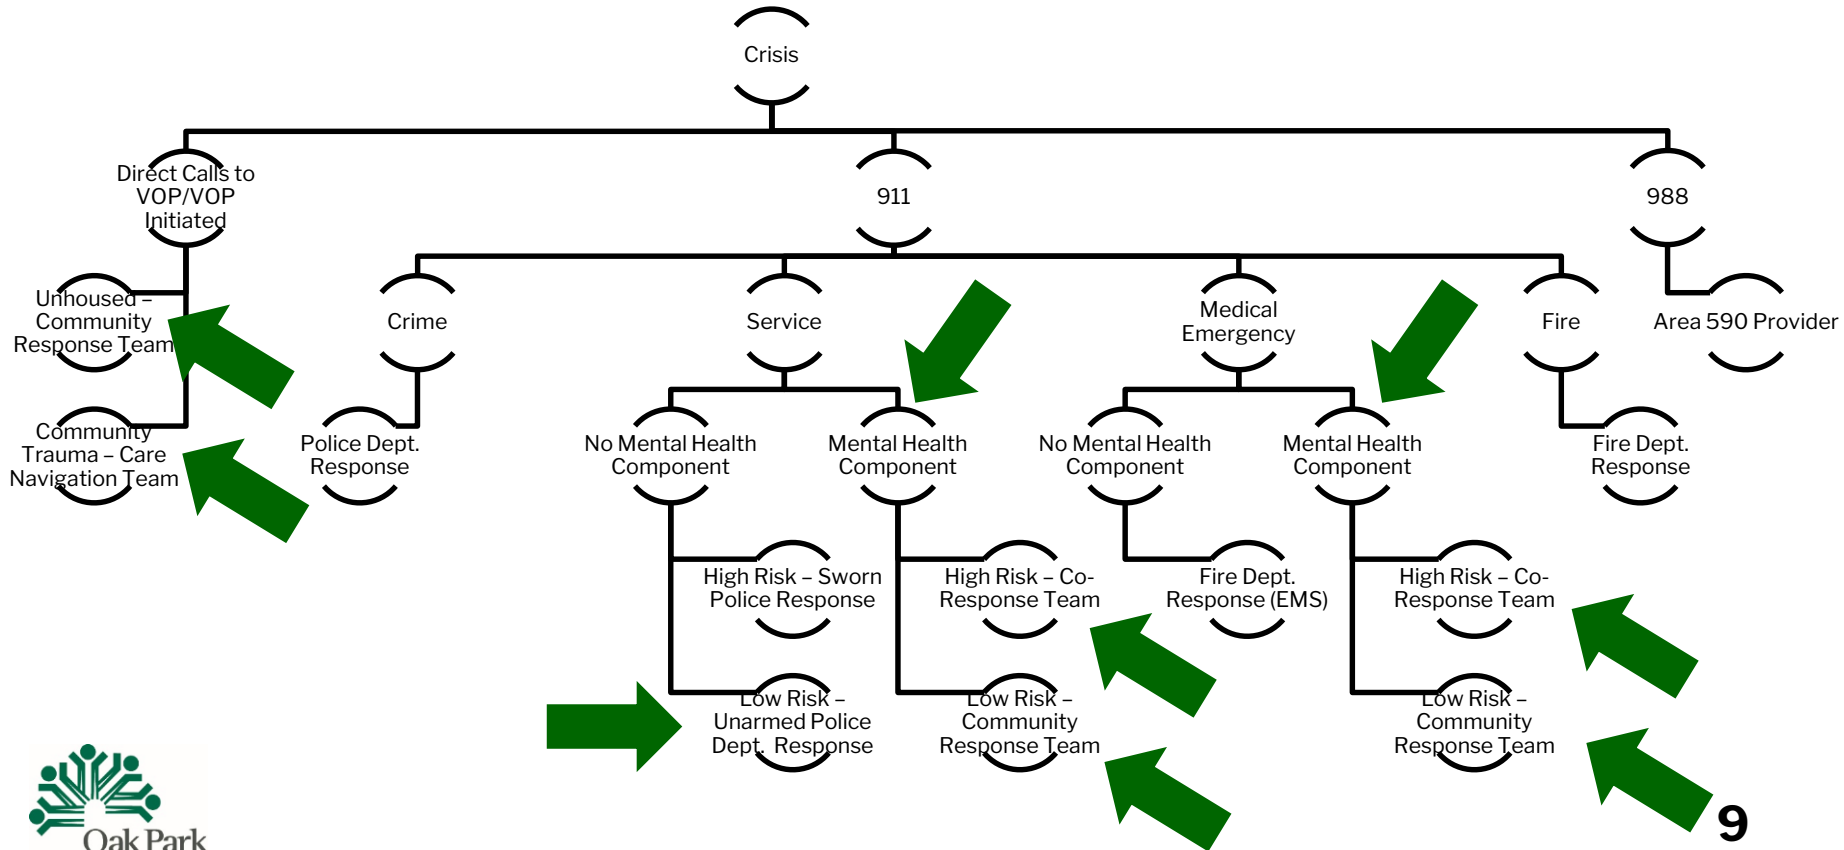 Crisis
Direct Calls to
VOP/VOP
Initiated
911
988
Unhoused –
Community
Response Team
Crime
Service
Medical
Emergency
Fire
Area 590 Provider
Community
Trauma – Care
Navigation Team
Police Dept.
Response
No Mental Health
Component
Mental Health
Component
No Mental Health
Component
Mental Health
Component
Fire Dept.
Response
High Risk – Sworn
Police Response
High Risk – Co-
Response Team
Fire Dept.
Response (EMS)
High Risk – Co-
Response Team
Low Risk –
Unarmed Police
Dept. Response
Low Risk –
Community
Response Team
Low Risk –
Community
Response Team
Oak Park
9